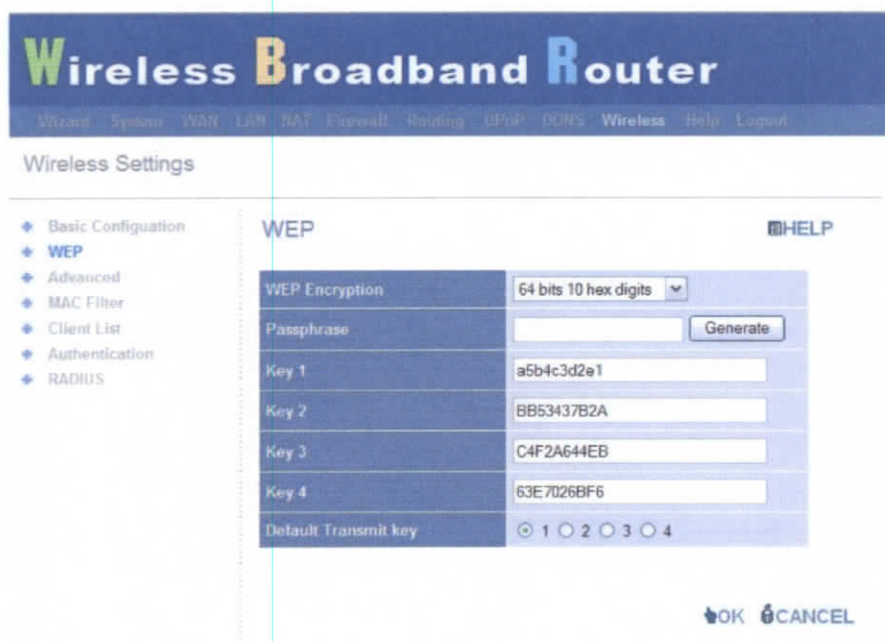 Wireless Broadband Router
Wizard System WAN LAN NAT Firewall Routing UPnP DDNS Wireless Help Logout
Wireless Settings
Basic Configuation
WEP
Advanced
MAC Filter
Client List
Authentication
RADIUS
WEP
HELP
WEP Encryption 64 bits 10 hex digits
Passphrase Generate
Key 1 a5b4c3d2e1
Key 2 BB53437B2A
Key 3 C4F2A644EB
Key 4 63E7026BF6
Default Transmit key 1 2 3 4
OK CANCEL